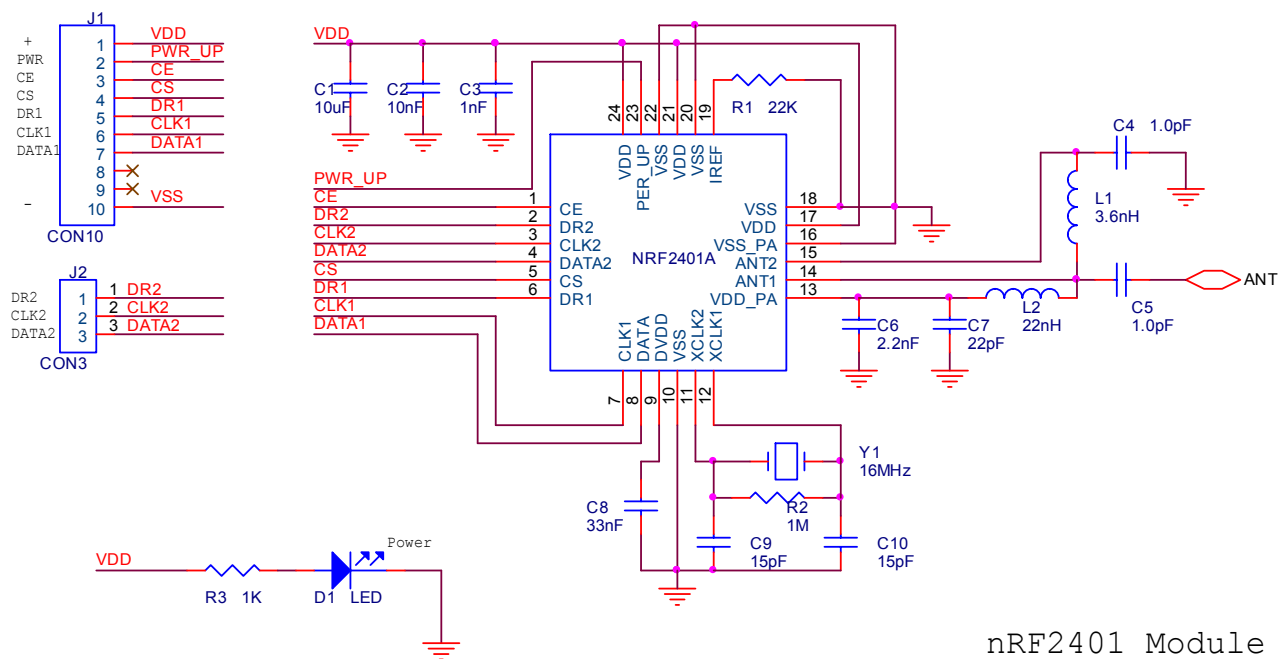 J1
+ 1 VDD
PWR 2 PWR_UP
CE 3 CE
CS 4 CS
DR1 5 DR1
CLK1 6 CLK1
DATA1 7 DATA1
8
9
- 10 VSS
CON10
J2
DR2 1 1 DR2
CLK2 2 2 CLK2
DATA2 3 3 DATA2
CON3
VDD
C1 10uF
C2 10nF
C3 1nF
R1 22K
24 23 22 21 20 19
VDD PER_UP VSS VDD VSS IREF
PWR_UP
CE 1 CE
DR2 2 DR2
CLK2 3 CLK2
DATA2 4 DATA2
CS 5 CS
DR1 6 DR1
CLK1
DATA1
NRF2401A
VSS 18
VDD 17
VSS_PA 16
ANT2 15
ANT1 14
VDD_PA 13
CLK1 DATA DVDD VSS XCLK2 XCLK1
7 8 9 10 11 12
C4 1.0pF
L1
3.6nH
ANT
C5
1.0pF
L2
22nH
C6
2.2nF
C7
22pF
Y1
16MHz
R2
1M
C8
33nF
C9
15pF
C10
15pF
VDD
R3 1K
D1 LED
Power
nRF2401 Module